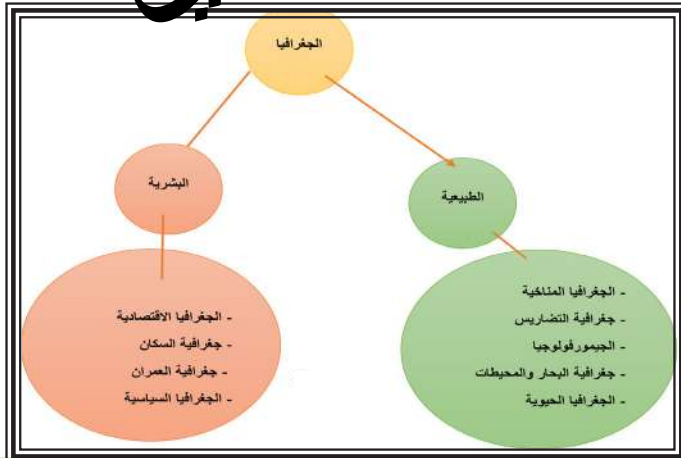 الجغرافيا
الطبيعية
البشرية
- الجغرافيا المناخية
- جغرافية التضاريس
- الجيمورفولوجيا
- جغرافية البحار والمحيطات
- الجغرافيا الحيوية
- الجغرافيا الاقتصادية
- جغرافية السكان
- جغرافية العمران
- الجغرافيا السياسية